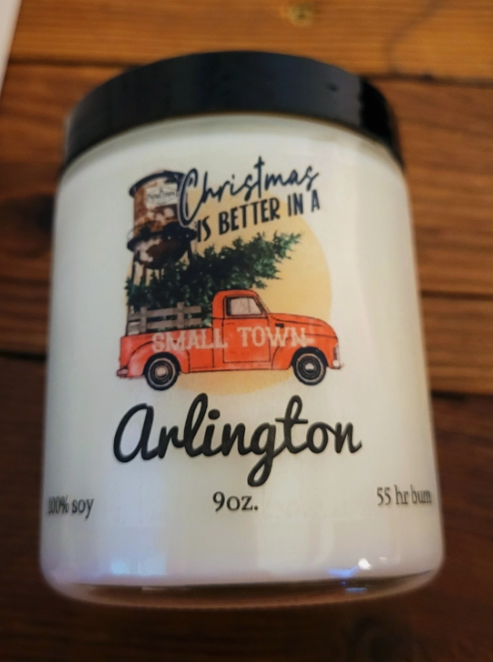 Christmas
IS BETTER IN A
SMALL TOWN
Arlington
100% soy
9oz.
55 hr burn